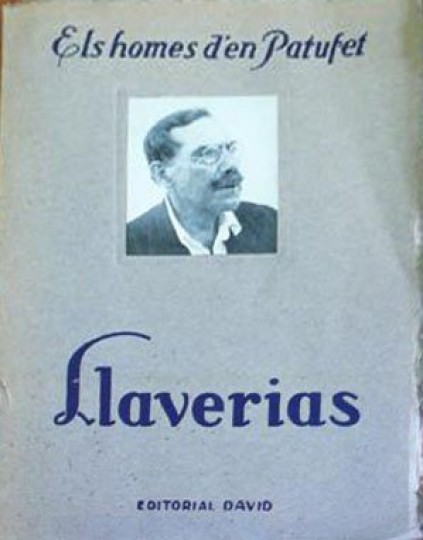 Els homes d'en Patufet
Llaverias
EDITORIAL DAVID